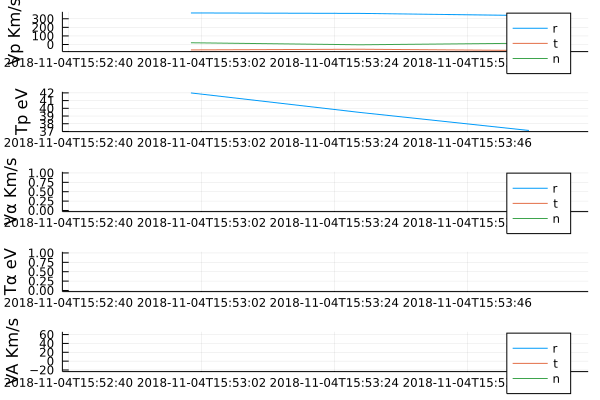 Vp Km/s
300
200
100
0
r
t
n
2018-11-04T15:52:40 2018-11-04T15:53:02 2018-11-04T15:53:24 2018-11-04T15:5
Tp eV
42
41
40
39
38
37
2018-11-04T15:52:40 2018-11-04T15:53:02 2018-11-04T15:53:24 2018-11-04T15:53:46
Vα Km/s
1.00
0.75
0.50
0.25
0.00
r
t
n
2018-11-04T15:52:40 2018-11-04T15:53:02 2018-11-04T15:53:24 2018-11-04T15:5
Tα eV
1.00
0.75
0.50
0.25
0.00
2018-11-04T15:52:40 2018-11-04T15:53:02 2018-11-04T15:53:24 2018-11-04T15:53:46
VA Km/s
60
40
20
0
−20
r
t
n
2018-11-04T15:52:40 2018-11-04T15:53:02 2018-11-04T15:53:24 2018-11-04T15:5